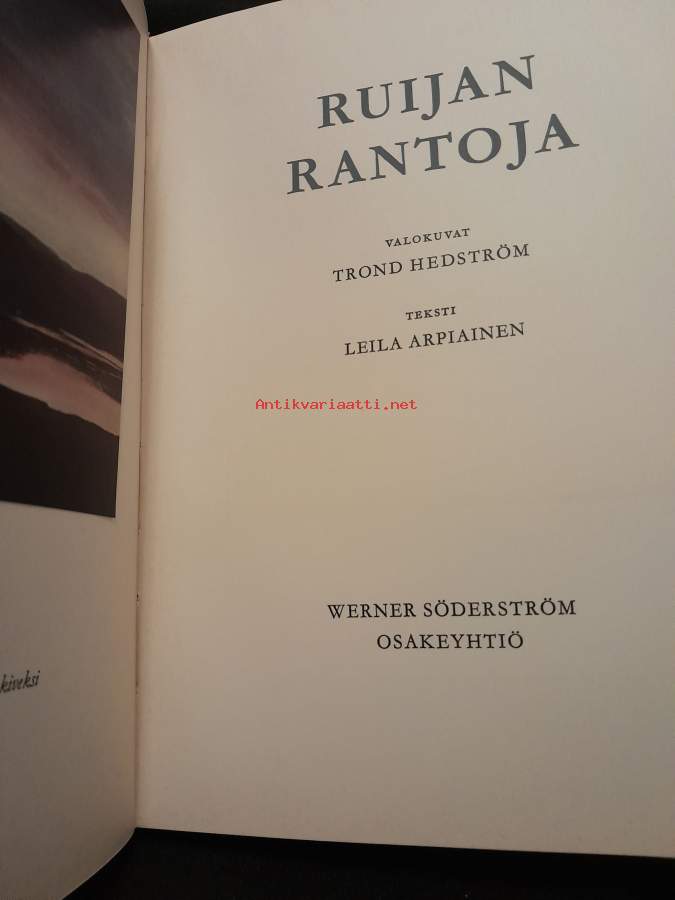 RUIJAN
RANTOJA
VALOKUVAT
TROND HEDSTRÖM
TEKSTI
LEILA ARPIAINEN
Antikvariaatti.net
WERNER SÖDERSTRÖM
OSAKEYHTIÖ
kiveksi